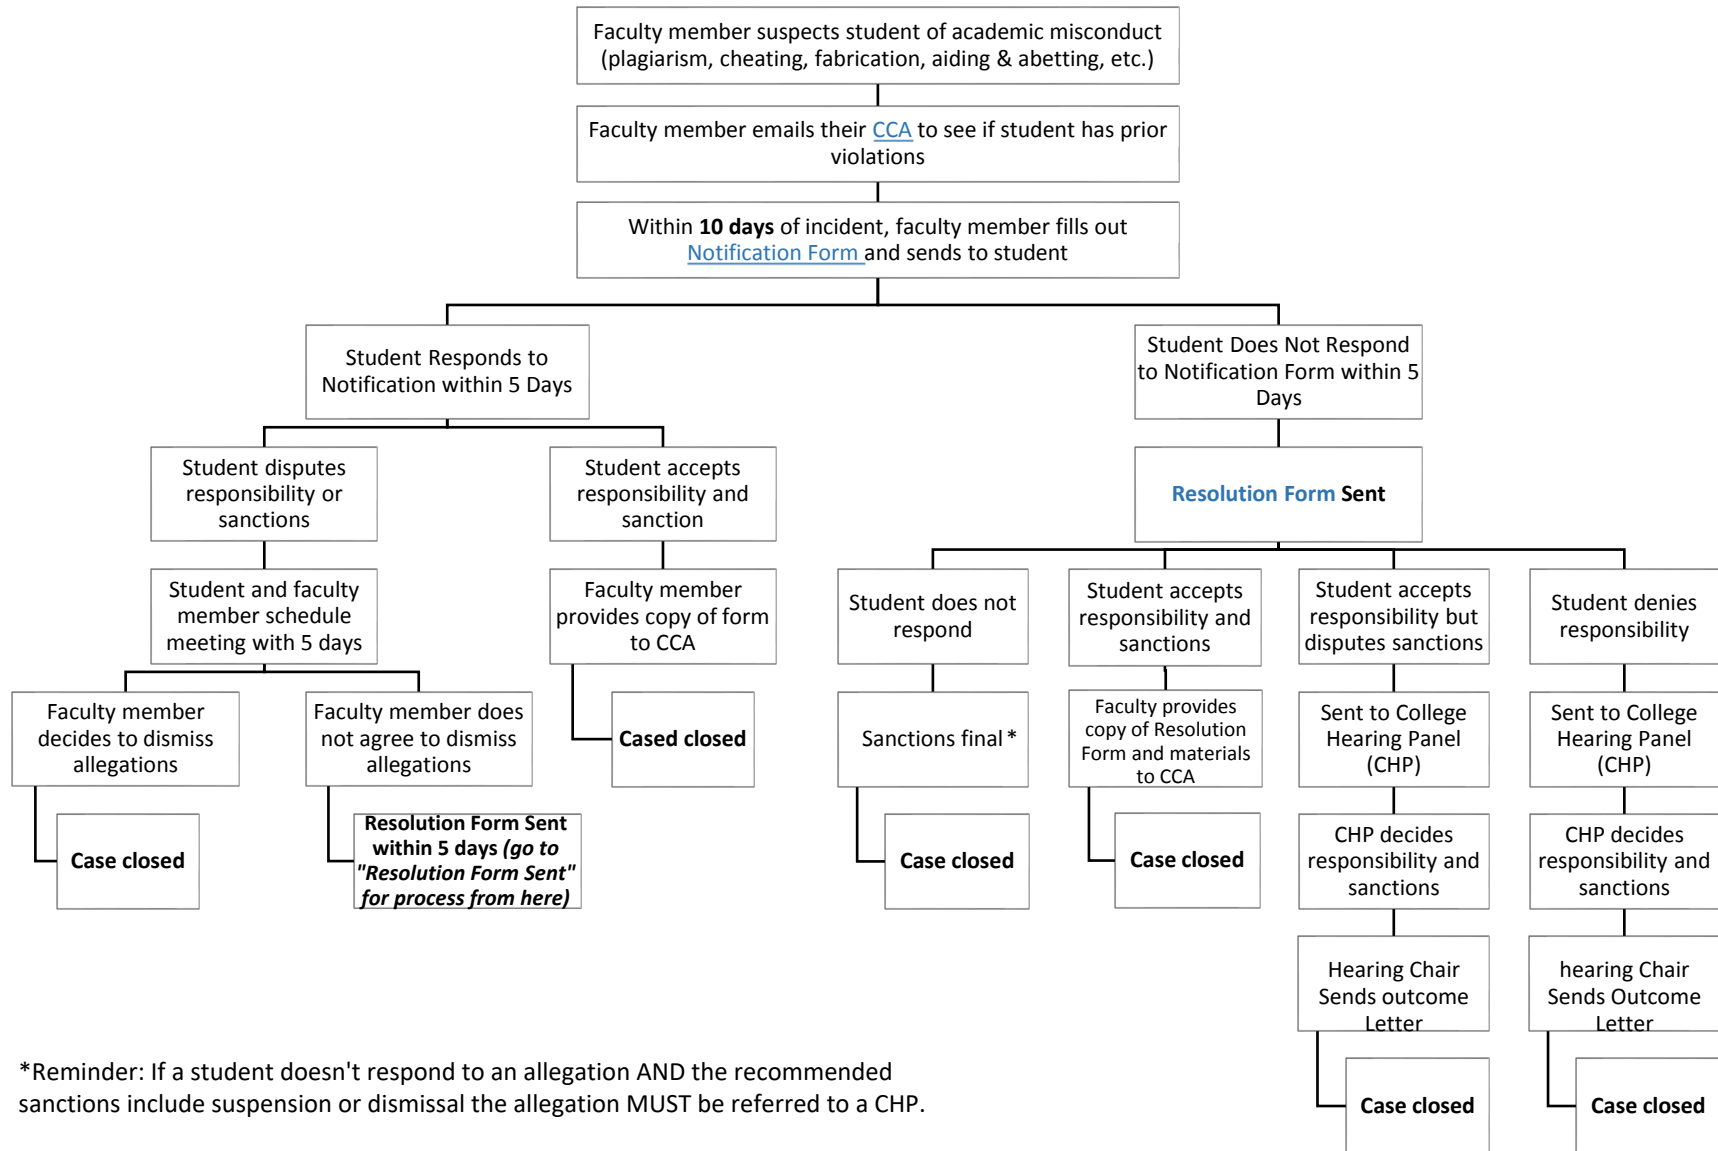 Faculty member suspects student of academic misconduct
(plagiarism, cheating, fabrication, aiding & abetting, etc.)
Faculty member emails their CCA to see if student has prior
violations
Within 10 days of incident, faculty member fills out
Notification Form and sends to student
Student Responds to
Notification within 5 Days
Student Does Not Respond
to Notification Form within 5
Days
Student disputes
responsibility or
sanctions
Student accepts
responsibility and
sanction
Resolution Form Sent
Student and faculty
member schedule
meeting with 5 days
Faculty member
provides copy of form
to CCA
Student does not
respond
Student accepts
responsibility and
sanctions
Student accepts
responsibility but
disputes sanctions
Student denies
responsibility
Faculty member
decides to dismiss
allegations
Faculty member does
not agree to dismiss
allegations
Cased closed
Sanctions final*
Faculty provides
copy of Resolution
Form and materials
to CCA
Sent to College
Hearing Panel
(CHP)
Sent to College
Hearing Panel
(CHP)
Case closed
Resolution Form Sent
within 5 days (go to
"Resolution Form Sent"
for process from here)
Case closed
Case closed
CHP decides
responsibility and
sanctions
CHP decides
responsibility and
sanctions
Hearing Chair
Sends outcome
Letter
hearing Chair
Sends Outcome
Letter
Case closed
Case closed
*Reminder: If a student doesn't respond to an allegation AND the recommended
sanctions include suspension or dismissal the allegation MUST be referred to a CHP.